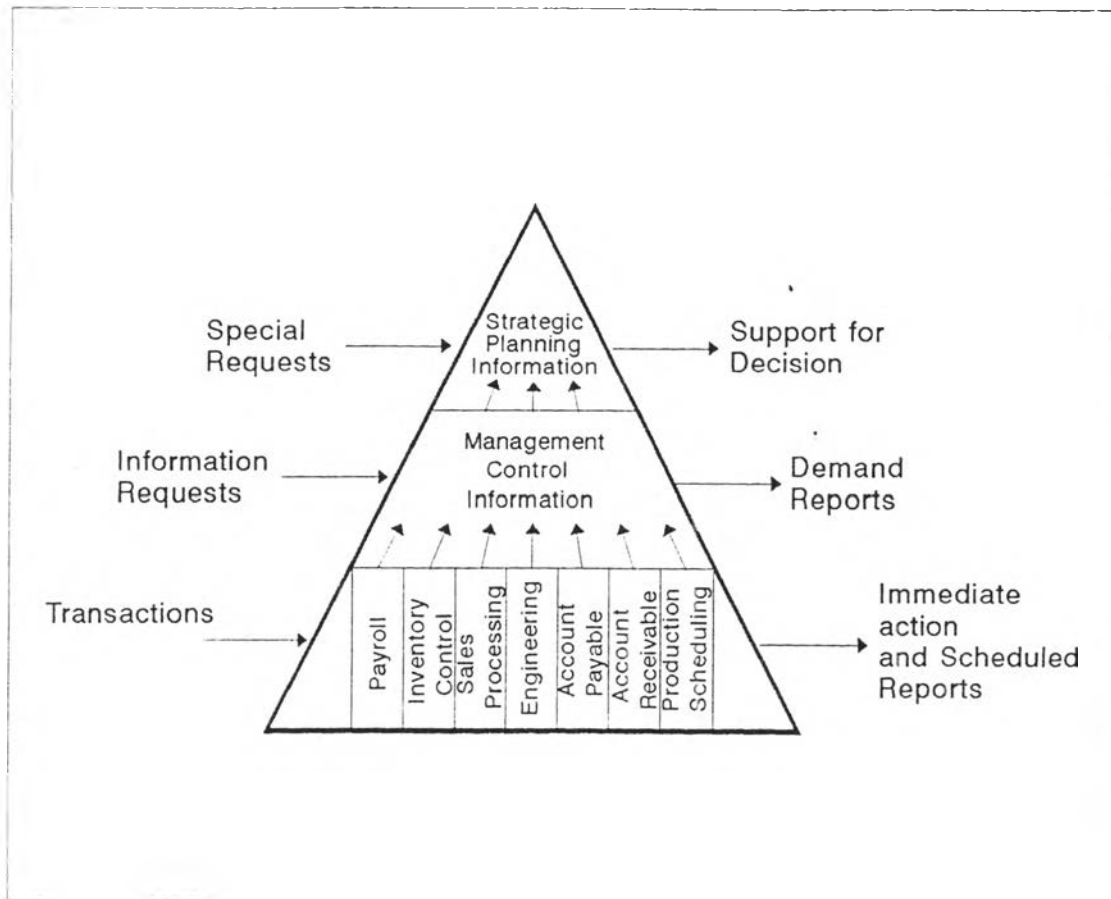 Special
Requests
Strategic
Planning
Information
Support for
Decision
Information
Requests
Management
Control
Information
Demand
Reports
Transactions
Payroll
Inventory
Control
Sales
Processing
Engineering
Account
Payable
Account
Receivable
Production
Scheduling
Immediate
action
and Scheduled
Reports